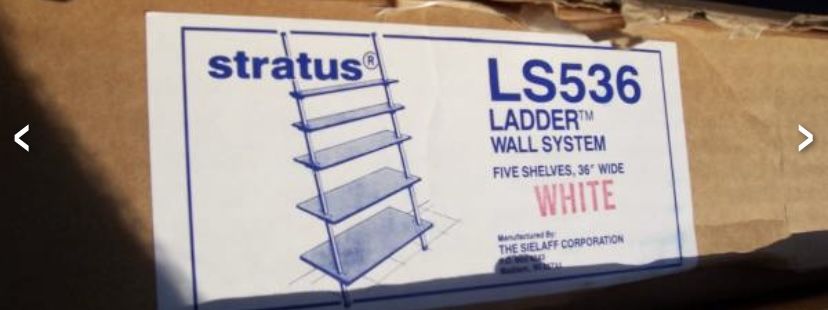 stratus®
LS536
LADDER™
WALL SYSTEM
FIVE SHELVES, 36" WIDE
WHITE
Manufactured By:
THE SIELAFF CORPORATION